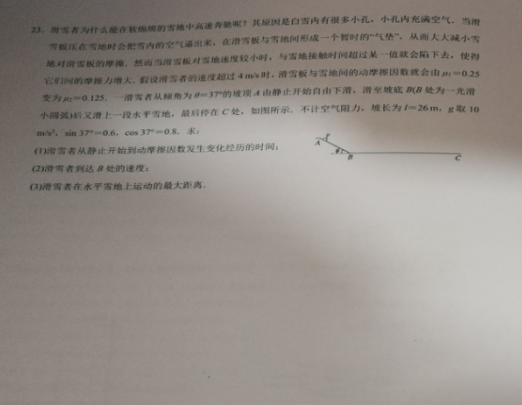 23. 滑雪者为什么能在软绵绵的雪地中高速奔驰呢？其原因是白雪内有很多小孔，小孔内充满空气．当滑
雪板压在雪地时会把雪内的空气逼出来，在滑雪板与雪地间形成一个暂时的“气垫”，从而大大减小雪
地对滑雪板的摩擦．然而当滑雪板对雪地速度较小时，与雪地接触时间超过某一值就会陷下去，使得
它们间的摩擦力增大．假设滑雪者的速度超过 4 m/s 时，滑雪板与雪地间的动摩擦因数就会由 μ₁＝0.25
变为 μ₂＝0.125．一滑雪者从倾角为 θ＝37°的坡顶 A 由静止开始自由下滑，滑至坡底 B(B 处为一光滑
小圆弧)后又滑上一段水平雪地，最后停在 C 处，如图所示．不计空气阻力，坡长为 l＝26 m，g 取 10
m/s²，sin 37°＝0.6，cos 37°＝0.8．求：
(1)滑雪者从静止开始到动摩擦因数发生变化经历的时间；
(2)滑雪者到达 B 处的速度；
(3)滑雪者在水平雪地上运动的最大距离．
A
θ
B
C